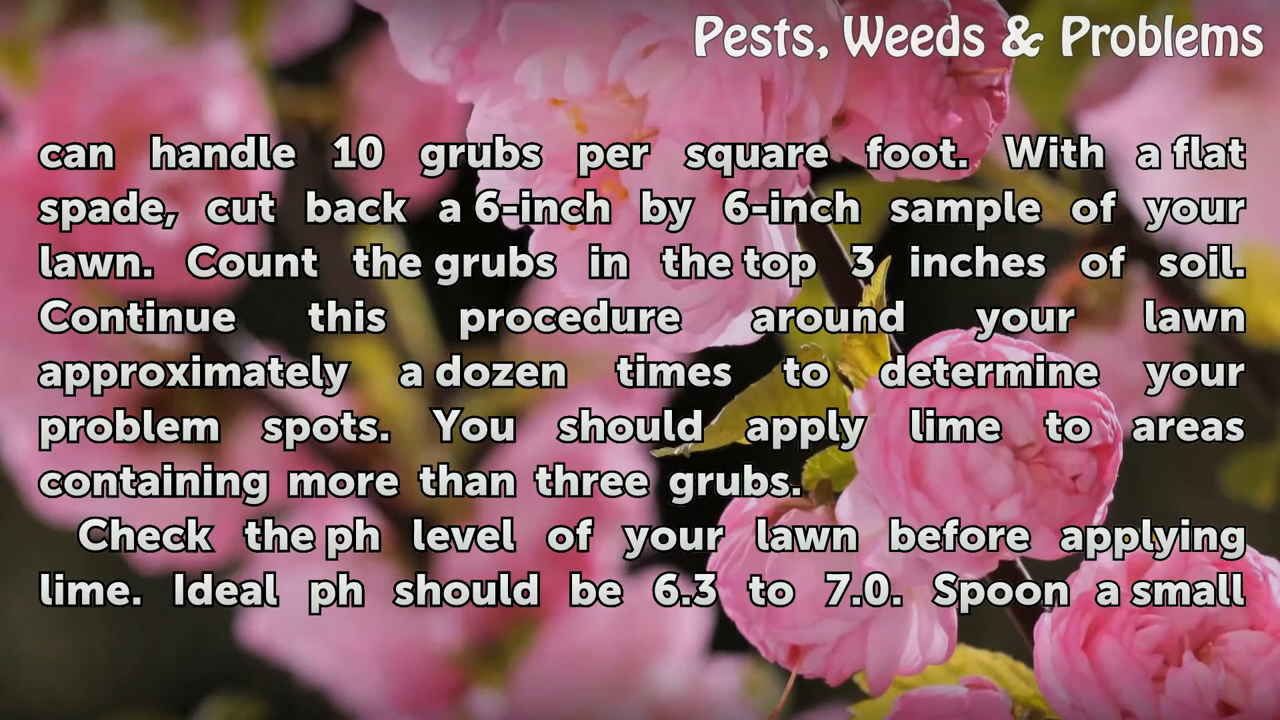 Pests, Weeds & Problems
can handle 10 grubs per square foot. With a flat
spade, cut back a 6-inch by 6-inch sample of your
lawn. Count the grubs in the top 3 inches of soil.
Continue this procedure around your lawn
approximately a dozen times to determine your
problem spots. You should apply lime to areas
containing more than three grubs.
Check the ph level of your lawn before applying
lime. Ideal ph should be 6.3 to 7.0. Spoon a small